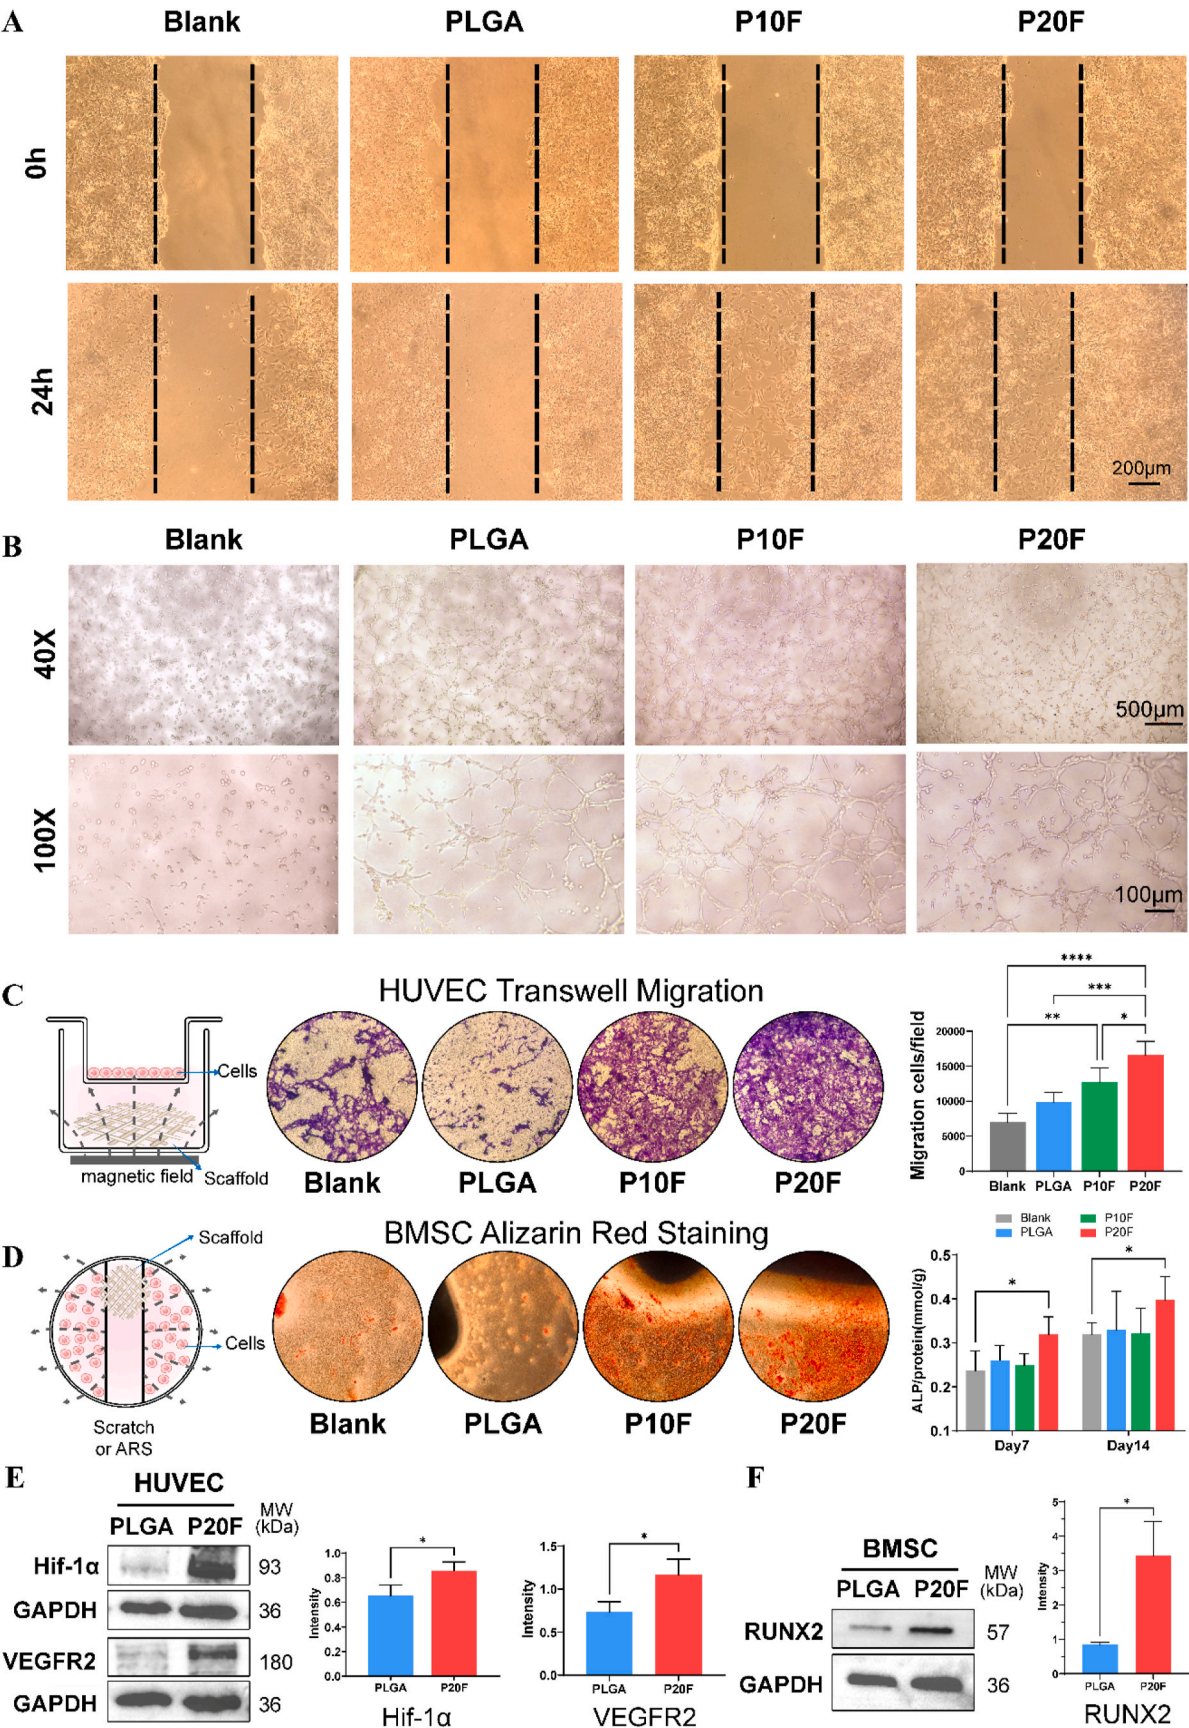 A
Blank PLGA P10F P20F
0h
24h
200μm
B
Blank PLGA P10F P20F
40X
500μm
100X
100μm
C
HUVEC Transwell Migration
Cells
magnetic field
Scaffold
Blank PLGA P10F P20F
**** 
***
** *
Migration cells/field
20000
15000
10000
5000
0
Blank PLGA P10F P20F
D
BMSC Alizarin Red Staining
Scaffold
Cells
Scratch
or ARS
Blank PLGA P10F P20F
Blank P10F
PLGA P20F
ALP/protein(mmol/g)
0.5
0.4
0.3
0.2
0.1
*
*
Day7 Day14
E
HUVEC
PLGA P20F
MW
(kDa)
Hif-1α 93
GAPDH 36
VEGFR2 180
GAPDH 36
Intensity
1.0
0.8
0.6
0.4
0.2
0.0
*
PLGA P20F
Hif-1α
Intensity
1.5
1.0
0.5
0.0
*
PLGA P20F
VEGFR2
F
BMSC
PLGA P20F
MW
(kDa)
RUNX2 57
GAPDH 36
Intensity
5
4
3
2
1
0
*
PLGA P20F
RUNX2